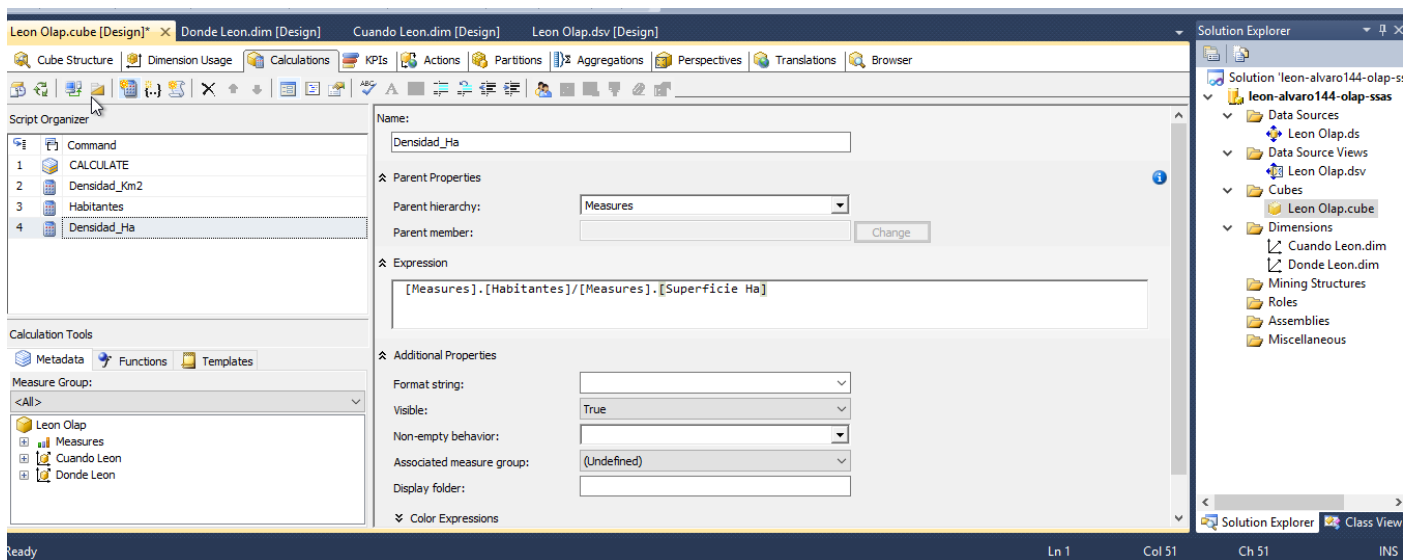 Leon Olap.cube [Design]* Donde Leon.dim [Design] Cuando Leon.dim [Design] Leon Olap.dsv [Design]
Cube Structure Dimension Usage Calculations KPIs Actions Partitions Aggregations Perspectives Translations Browser
Script Organizer
Command
1 CALCULATE
2 Densidad_Km2
3 Habitantes
4 Densidad_Ha
Calculation Tools
Metadata Functions Templates
Measure Group:
<All>
Leon Olap
Measures
Cuando Leon
Donde Leon
Name:
Densidad_Ha
Parent Properties
Parent hierarchy: Measures
Parent member: Change
Expression
[Measures].[Habitantes]/[Measures].[Superficie Ha]
Additional Properties
Format string:
Visible: True
Non-empty behavior:
Associated measure group: (Undefined)
Display folder:
Color Expressions
Solution Explorer
Solution 'leon-alvaro144-olap-ss
leon-alvaro144-olap-ssas
Data Sources
Leon Olap.ds
Data Source Views
Leon Olap.dsv
Cubes
Leon Olap.cube
Dimensions
Cuando Leon.dim
Donde Leon.dim
Mining Structures
Roles
Assemblies
Miscellaneous
Solution Explorer Class View
Ready Ln 1 Col 51 Ch 51 INS